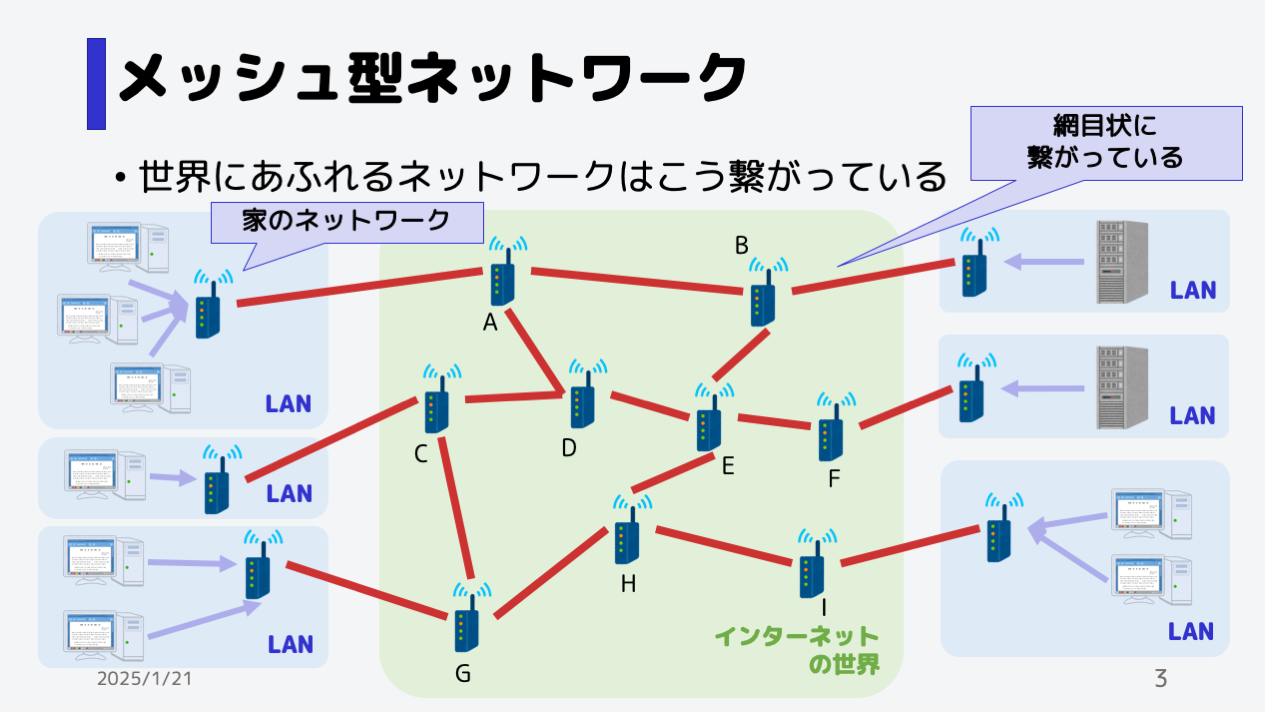 メッシュ型ネットワーク
• 世界にあふれるネットワークはこう繋がっている
網目状に
繋がっている
家のネットワーク
LAN
LAN
LAN
A
B
C
D
E
F
G
H
I
インターネット
の世界
LAN
LAN
LAN
2025/1/21
3